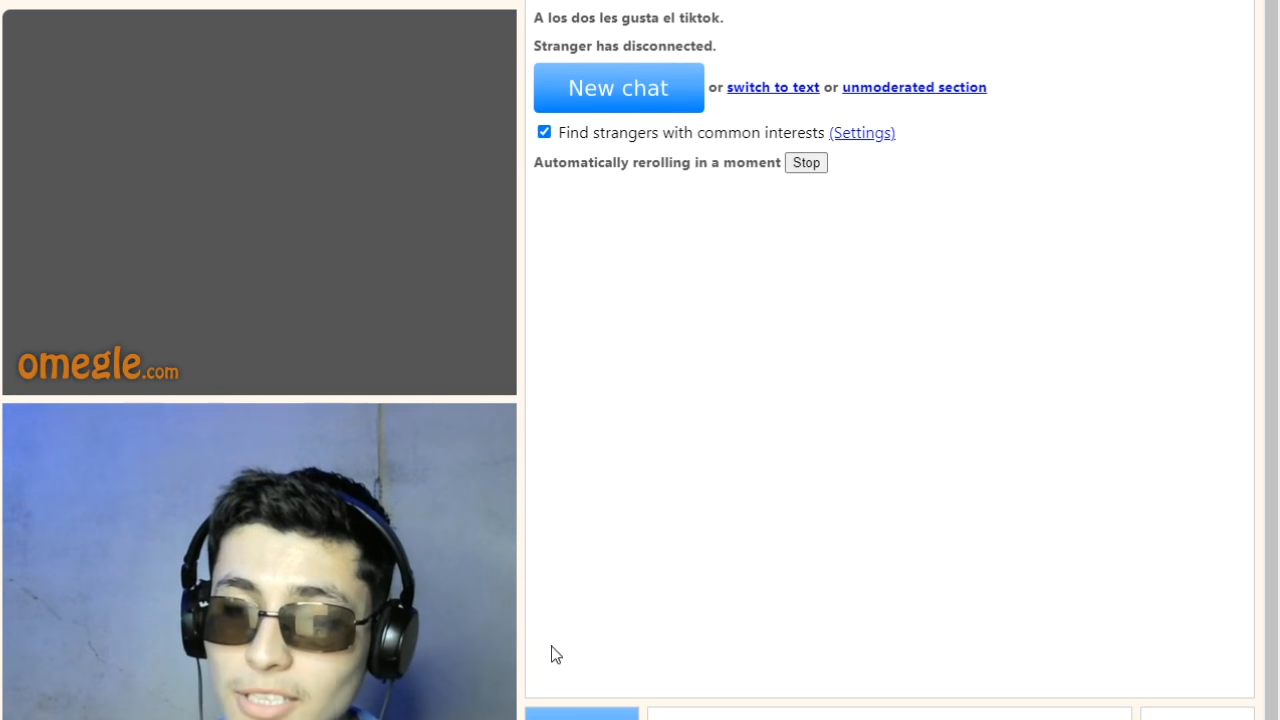 A los dos les gusta el tiktok.
Stranger has disconnected.
New chat or switch to text or unmoderated section
Find strangers with common interests (Settings)
Automatically rerolling in a moment Stop
omegle.com